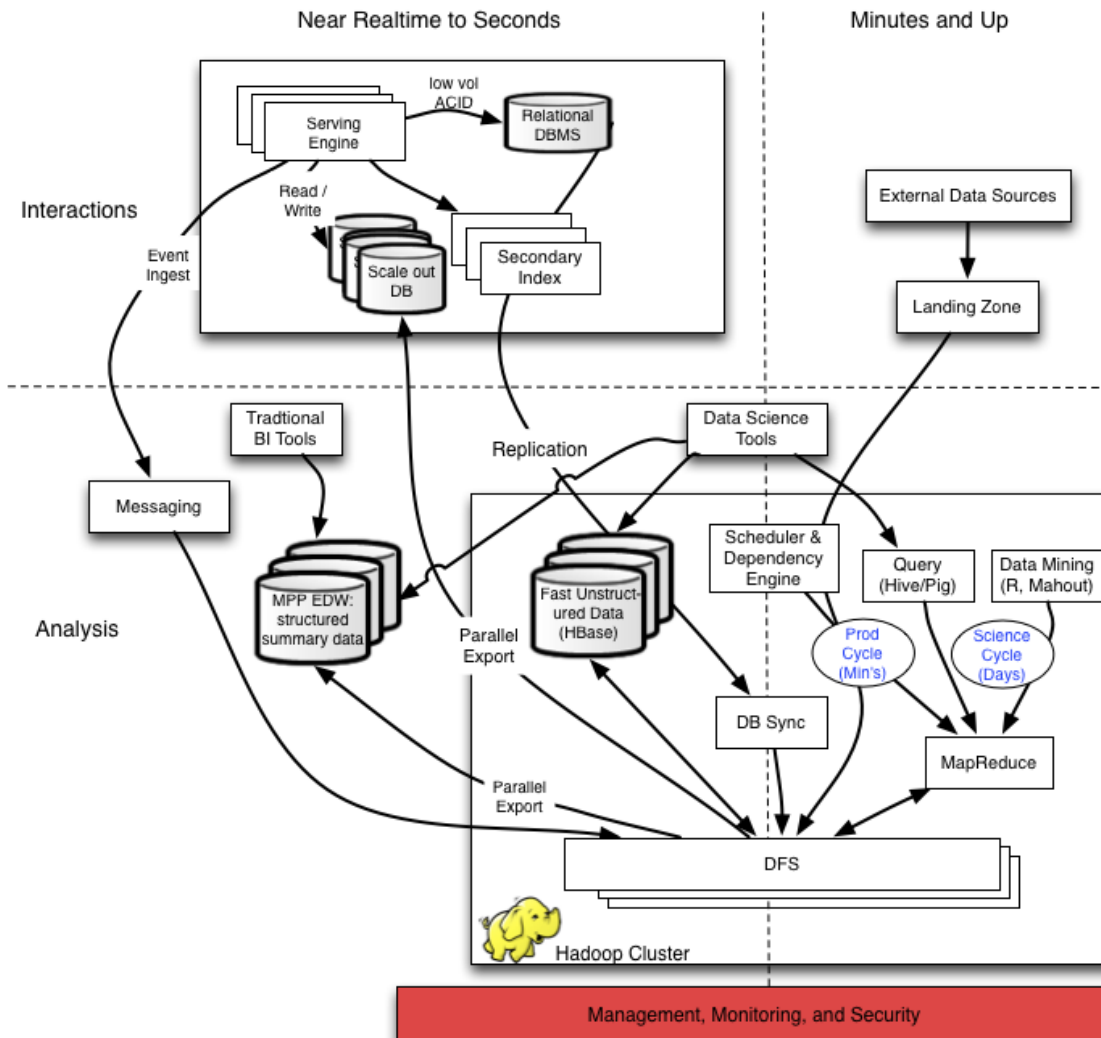 Near Realtime to Seconds
Minutes and Up
low vol
ACID
Serving
Engine
Relational
DBMS
Read /
Write
Interactions
External Data Sources
Event
Ingest
Scale out
DB
Secondary
Index
Landing Zone
Tradtional
BI Tools
Data Science
Tools
Replication
Messaging
Scheduler &
Dependency
Engine
Query
(Hive/Pig)
Data Mining
(R, Mahout)
MPP EDW:
structured
summary data
Fast Unstruct-
ured Data
(HBase)
Analysis
Parallel
Export
Prod
Cycle
(Min's)
Science
Cycle
(Days)
DB Sync
MapReduce
Parallel
Export
DFS
Hadoop Cluster
Management, Monitoring, and Security